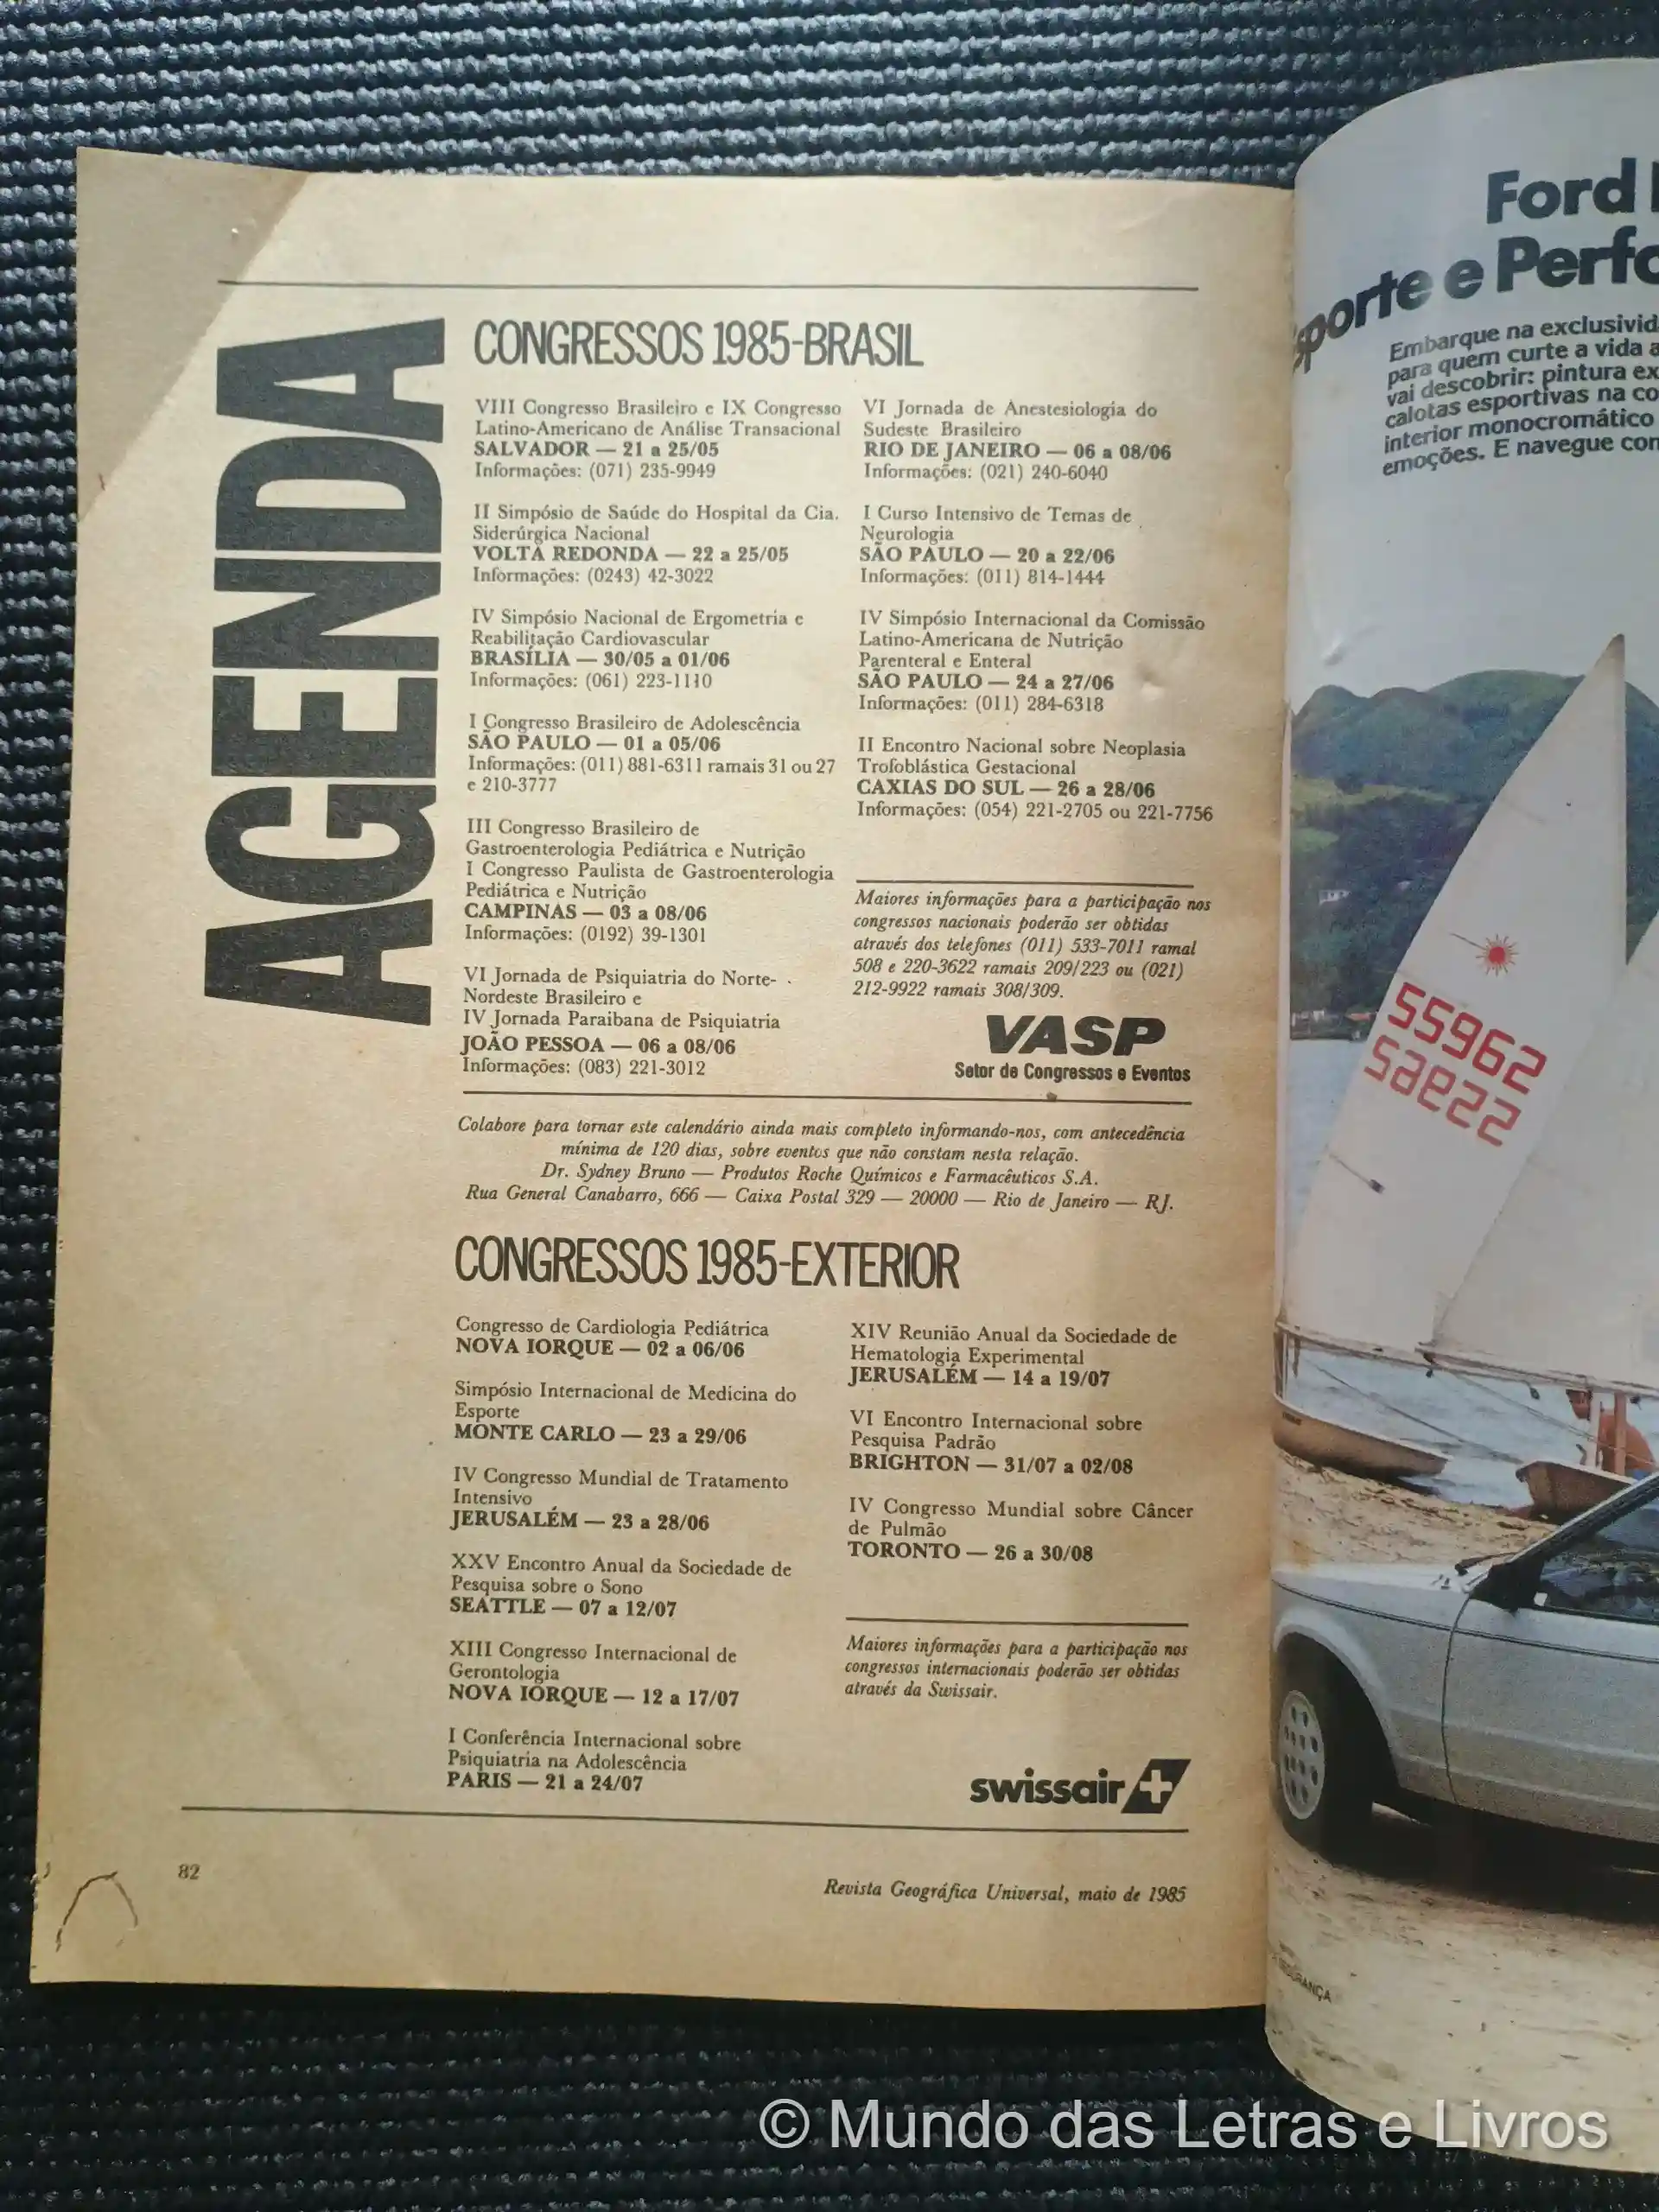 AGENDA
CONGRESSOS 1985-BRASIL
VIII Congresso Brasileiro e IX Congresso
Latino-Americano de Análise Transacional
SALVADOR — 21 a 25/05
Informações: (071) 235-9949
II Simpósio de Saúde do Hospital da Cia.
Siderúrgica Nacional
VOLTA REDONDA — 22 a 25/05
Informações: (0243) 42-3022
IV Simpósio Nacional de Ergometria e
Reabilitação Cardiovascular
BRASÍLIA — 30/05 a 01/06
Informações: (061) 223-1110
I Congresso Brasileiro de Adolescência
SÃO PAULO — 01 a 05/06
Informações: (011) 881-6311 ramais 31 ou 27
e 210-3777
III Congresso Brasileiro de
Gastroenterologia Pediátrica e Nutrição
I Congresso Paulista de Gastroenterologia
Pediátrica e Nutrição
CAMPINAS — 03 a 08/06
Informações: (0192) 39-1301
VI Jornada de Psiquiatria do Norte-
Nordeste Brasileiro e
IV Jornada Paraibana de Psiquiatria
JOÃO PESSOA — 06 a 08/06
Informações: (083) 221-3012
VI Jornada de Anestesiologia do
Sudeste Brasileiro
RIO DE JANEIRO — 06 a 08/06
Informações: (021) 240-6040
I Curso Intensivo de Temas de
Neurologia
SÃO PAULO — 20 a 22/06
Informações: (011) 814-1444
IV Simpósio Internacional da Comissão
Latino-Americana de Nutrição
Parenteral e Enteral
SÃO PAULO — 24 a 27/06
Informações: (011) 284-6318
II Encontro Nacional sobre Neoplasia
Trofoblástica Gestacional
CAXIAS DO SUL — 26 a 28/06
Informações: (054) 221-2705 ou 221-7756
Maiores informações para a participação nos
congressos nacionais poderão ser obtidas
através dos telefones (011) 533-7011 ramal
508 e 220-3622 ramais 209/223 ou (021)
212-9922 ramais 308/309.
VASP
Setor de Congressos e Eventos
Colabore para tornar este calendário ainda mais completo informando-nos, com antecedência
mínima de 120 dias, sobre eventos que não constam nesta relação.
Dr. Sydney Bruno — Produtos Roche Químicos e Farmacêuticos S.A.
Rua General Canabarro, 666 — Caixa Postal 329 — 20000 — Rio de Janeiro — RJ.
CONGRESSOS 1985-EXTERIOR
Congresso de Cardiologia Pediátrica
NOVA IORQUE — 02 a 06/06
Simpósio Internacional de Medicina do
Esporte
MONTE CARLO — 23 a 29/06
IV Congresso Mundial de Tratamento
Intensivo
JERUSALÉM — 23 a 28/06
XXV Encontro Anual da Sociedade de
Pesquisa sobre o Sono
SEATTLE — 07 a 12/07
XIII Congresso Internacional de
Gerontologia
NOVA IORQUE — 12 a 17/07
I Conferência Internacional sobre
Psiquiatria na Adolescência
PARIS — 21 a 24/07
XIV Reunião Anual da Sociedade de
Hematologia Experimental
JERUSALÉM — 14 a 19/07
VI Encontro Internacional sobre
Pesquisa Padrão
BRIGHTON — 31/07 a 02/08
IV Congresso Mundial sobre Câncer
de Pulmão
TORONTO — 26 a 30/08
Maiores informações para a participação nos
congressos internacionais poderão ser obtidas
através da Swissair.
swissair
82
Revista Geográfica Universal, maio de 1985
Ford
e Perfo
Embarque na exclusivid
para quem curte a vida a
vai descobrir: pintura ex
calotas esportivas na co
interior monocromático
emoções. E navegue con
55962
© Mundo das Letras e Livros